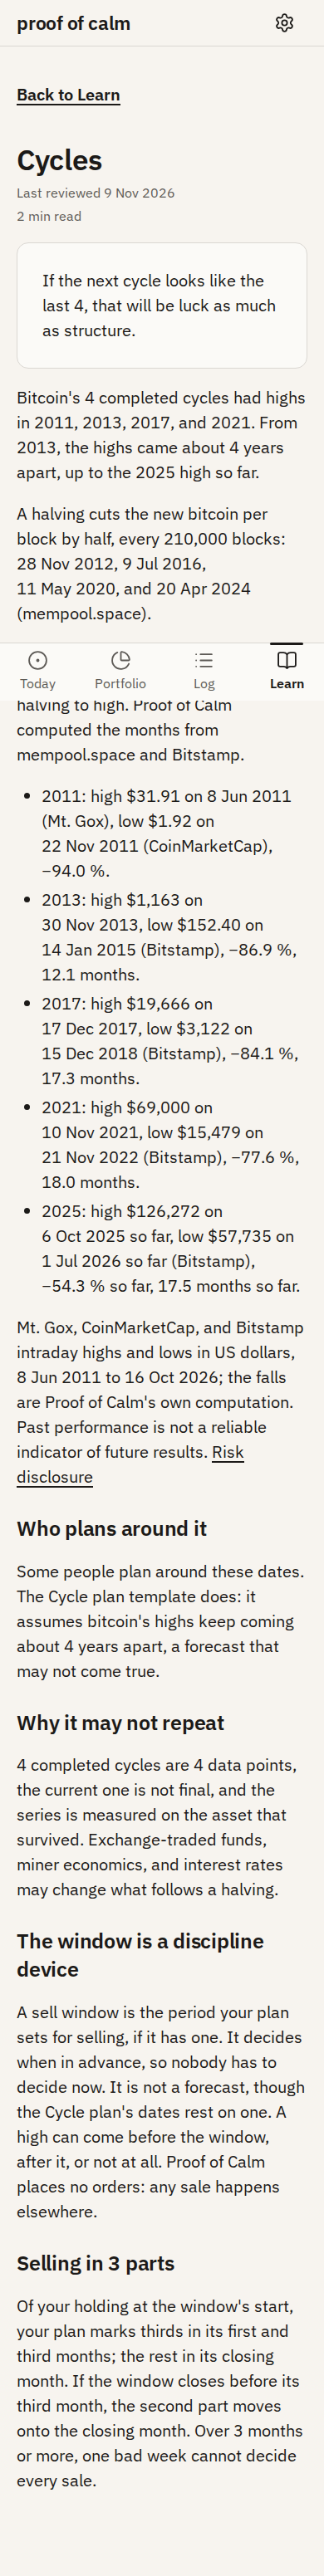 proof of calm
Back to Learn
Cycles
Last reviewed 9 Nov 2026
2 min read
If the next cycle looks like the
last 4, that will be luck as much
as structure.
Bitcoin's 4 completed cycles had highs
in 2011, 2013, 2017, and 2021. From
2013, the highs came about 4 years
apart, up to the 2025 high so far.
A halving cuts the new bitcoin per
block by half, every 210,000 blocks:
28 Nov 2012, 9 Jul 2016,
11 May 2020, and 20 Apr 2024
(mempool.space).
Today
Portfolio
Log
Learn
halving to high. Proof of Calm
computed the months from
mempool.space and Bitstamp.
• 2011: high $31.91 on 8 Jun 2011
(Mt. Gox), low $1.92 on
22 Nov 2011 (CoinMarketCap),
−94.0 %.
• 2013: high $1,163 on
30 Nov 2013, low $152.40 on
14 Jan 2015 (Bitstamp), −86.9 %,
12.1 months.
• 2017: high $19,666 on
17 Dec 2017, low $3,122 on
15 Dec 2018 (Bitstamp), −84.1 %,
17.3 months.
• 2021: high $69,000 on
10 Nov 2021, low $15,479 on
21 Nov 2022 (Bitstamp), −77.6 %,
18.0 months.
• 2025: high $126,272 on
6 Oct 2025 so far, low $57,735 on
1 Jul 2026 so far (Bitstamp),
−54.3 % so far, 17.5 months so far.
Mt. Gox, CoinMarketCap, and Bitstamp
intraday highs and lows in US dollars,
8 Jun 2011 to 16 Oct 2026; the falls
are Proof of Calm's own computation.
Past performance is not a reliable
indicator of future results. Risk
disclosure
Who plans around it
Some people plan around these dates.
The Cycle plan template does: it
assumes bitcoin's highs keep coming
about 4 years apart, a forecast that
may not come true.
Why it may not repeat
4 completed cycles are 4 data points,
the current one is not final, and the
series is measured on the asset that
survived. Exchange-traded funds,
miner economics, and interest rates
may change what follows a halving.
The window is a discipline
device
A sell window is the period your plan
sets for selling, if it has one. It decides
when in advance, so nobody has to
decide now. It is not a forecast, though
the Cycle plan's dates rest on one. A
high can come before the window,
after it, or not at all. Proof of Calm
places no orders: any sale happens
elsewhere.
Selling in 3 parts
Of your holding at the window's start,
your plan marks thirds in its first and
third months; the rest in its closing
month. If the window closes before its
third month, the second part moves
onto the closing month. Over 3 months
or more, one bad week cannot decide
every sale.